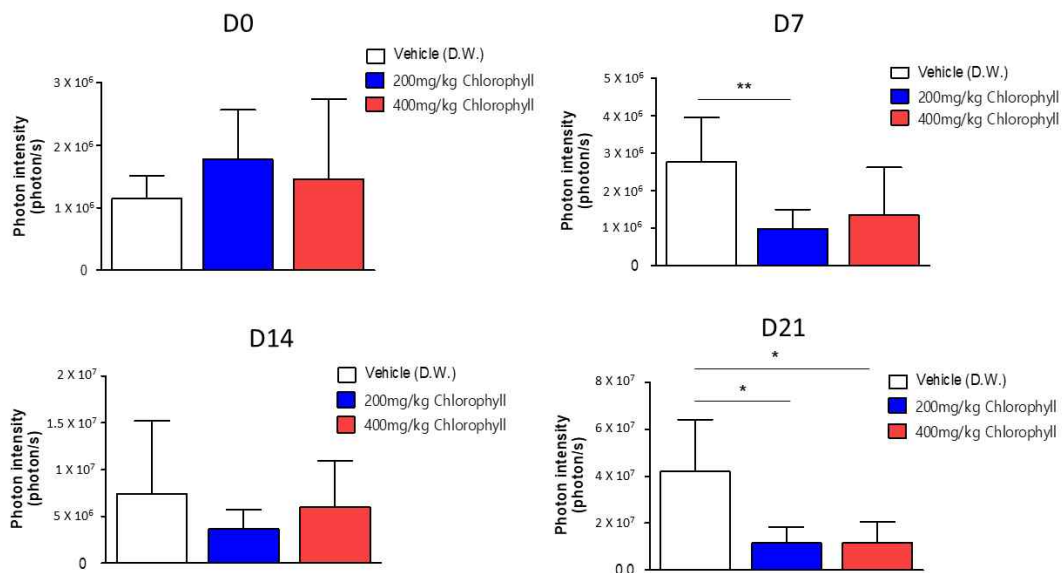 D0
Vehicle (D.W.)
200mg/kg Chlorophyll
400mg/kg Chlorophyll
3 X 10⁶
2 X 10⁶
1 X 10⁶
0
Photon intensity
(photon/s)
D7
Vehicle (D.W.)
200mg/kg Chlorophyll
400mg/kg Chlorophyll
**
5 X 10⁶
4 X 10⁶
3 X 10⁶
2 X 10⁶
1 X 10⁶
0
Photon intensity
(photon/s)
D14
Vehicle (D.W.)
200mg/kg Chlorophyll
400mg/kg Chlorophyll
2 X 10⁷
1.5 X 10⁷
1 X 10⁷
5 X 10⁶
0
Photon intensity
(photon/s)
D21
*
*
Vehicle (D.W.)
200mg/kg Chlorophyll
400mg/kg Chlorophyll
8 X 10⁷
6 X 10⁷
4 X 10⁷
2 X 10⁷
0.0
Photon intensity
(photon/s)